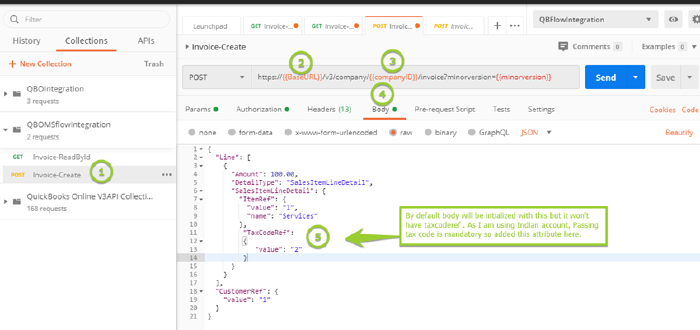 Filter
Launchpad
GET Invoice-...
GET Invoice-...
POST Invoic...
POST Invoic...
QBFlowIntegration
History Collections APIs
Invoice-Create
Comments 0
Examples 0
+ New Collection
Trash
POST
https://{{BaseURL}}/v3/company/{{companyID}}/invoice?minorversion={{minorversion}}
Send
Save
QBOIntegration
3 requests
QBOMSflowIntegration
2 requests
GET Invoice-ReadById
POST Invoice-Create
QuickBooks Online V3API Collecti...
168 requests
Params
Authorization
Headers (13)
Body
Pre-request Script
Tests
Settings
Cookies
Code
none
form-data
x-www-form-urlencoded
raw
binary
GraphQL
JSON
Beautify
1 {
2 "Line": [
3 {
4 "Amount": 100.00,
5 "DetailType": "SalesItemLineDetail",
6 "SalesItemLineDetail": {
7 "ItemRef": {
8 "value": "1",
9 "name": "Services"
10 },
11 "TaxCodeRef":
12 {
13 "value": "2"
14 }
15 }
16 }
17 ],
18 "CustomerRef": {
19 "value": "1"
20 }
21 }
1
2
3
4
5
By default body will be intialized with this but it won't
have taxcoderef . As I am using Indian account, Passing
tax code is mandatory so added this attribute here.